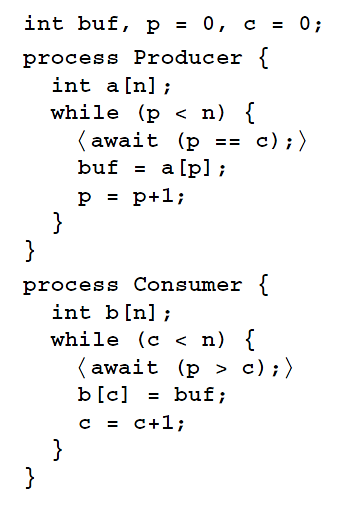 int buf, p = 0, c = 0;
process Producer {
int a[n];
while (p < n) {
⟨await (p == c);⟩
buf = a[p];
p = p+1;
}
}
process Consumer {
int b[n];
while (c < n) {
⟨await (p > c);⟩
b[c] = buf;
c = c+1;
}
}